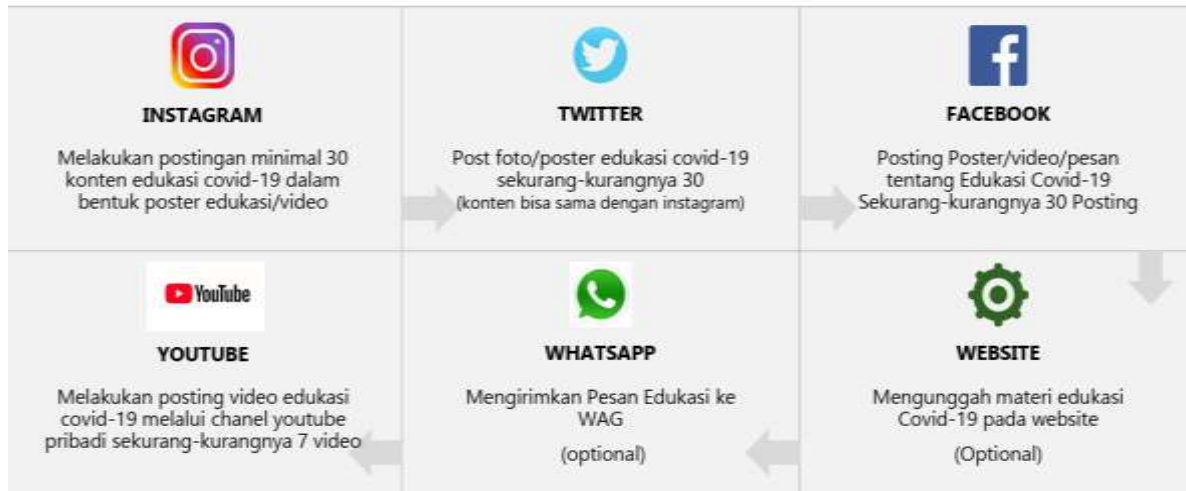 INSTAGRAM
Melakukan postingan minimal 30
konten edukasi covid-19 dalam
bentuk poster edukasi/video
TWITTER
Post foto/poster edukasi covid-19
sekurang-kurangnya 30
(konten bisa sama dengan instagram)
FACEBOOK
Posting Poster/video/pesan
tentang Edukasi Covid-19
Sekurang-kurangnya 30 Posting
YouTube
YOUTUBE
Melakukan posting video edukasi
covid-19 melalui chanel youtube
pribadi sekurang-kurangnya 7 video
WHATSAPP
Mengirimkan Pesan Edukasi ke
WAG
(optional)
WEBSITE
Mengunggah materi edukasi
Covid-19 pada website
(Optional)